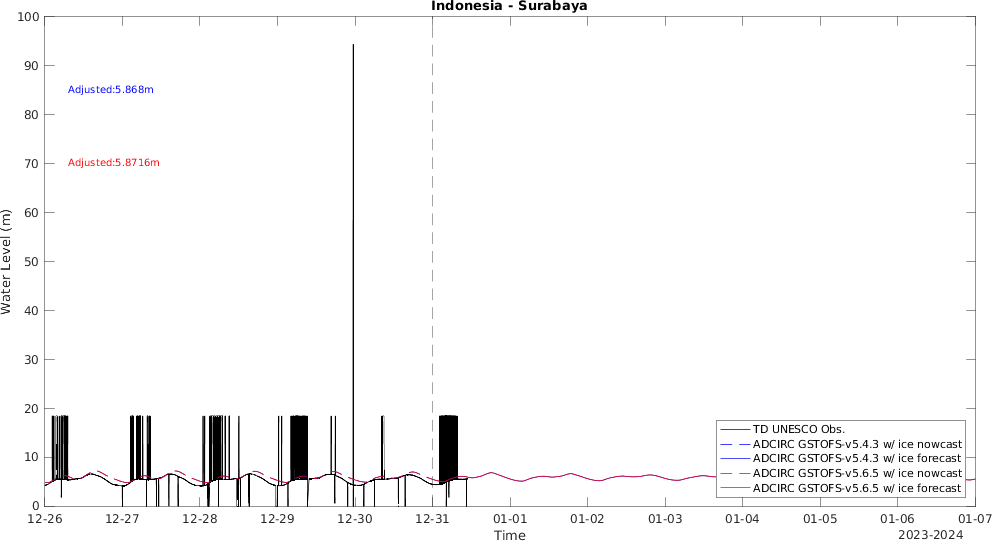 Indonesia - Surabaya
100
90
80
70
60
50
40
30
20
10
0
Water Level (m)
Adjusted:5.868m
Adjusted:5.8716m
TD UNESCO Obs.
ADCIRC GSTOFS-v5.4.3 w/ ice nowcast
ADCIRC GSTOFS-v5.4.3 w/ ice forecast
ADCIRC GSTOFS-v5.6.5 w/ ice nowcast
ADCIRC GSTOFS-v5.6.5 w/ ice forecast
12-26 12-27 12-28 12-29 12-30 12-31 01-01 01-02 01-03 01-04 01-05 01-06 01-07
Time
2023-2024